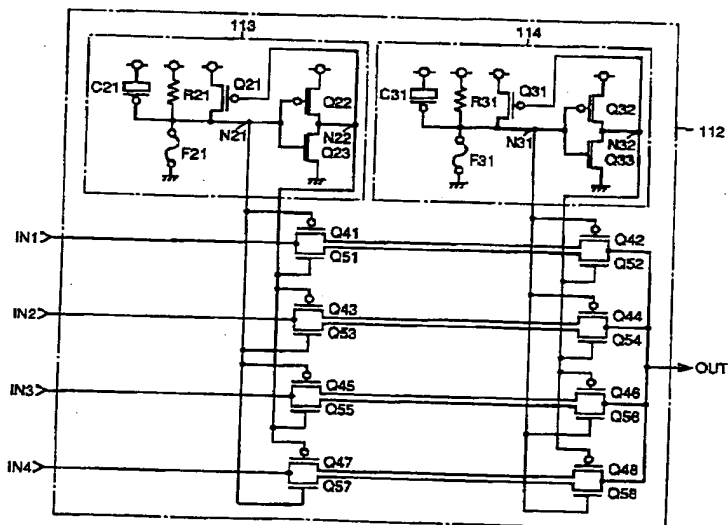 113
114
C21
R21
Q21
Q22
N21
N22
F21
Q23
C31
R31
Q31
Q32
N31
N32
F31
Q33
112
IN1
Q41
Q42
Q51
Q52
IN2
Q43
Q44
Q53
Q54
OUT
IN3
Q45
Q46
Q55
Q56
IN4
Q47
Q48
Q57
Q58